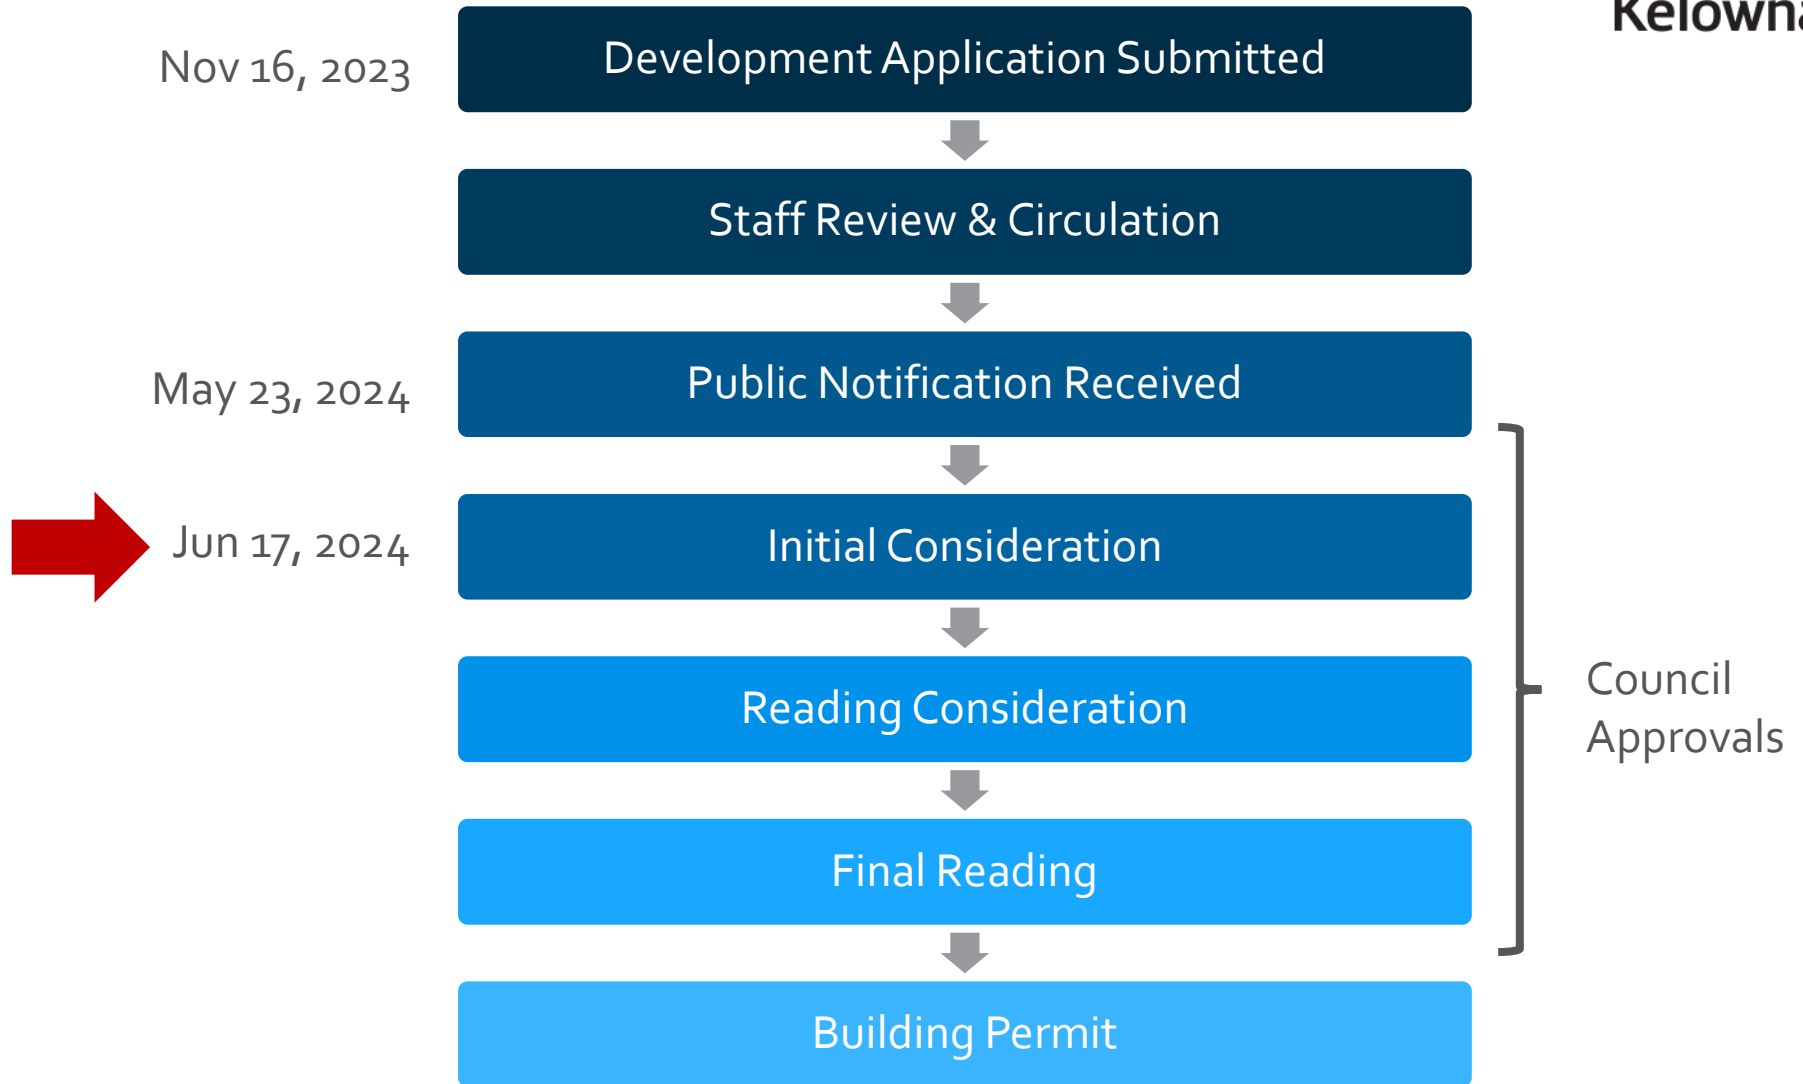 Kelowna
Nov 16, 2023
Development Application Submitted
Staff Review & Circulation
May 23, 2024
Public Notification Received
Jun 17, 2024
Initial Consideration
Reading Consideration
Council
Approvals
Final Reading
Building Permit